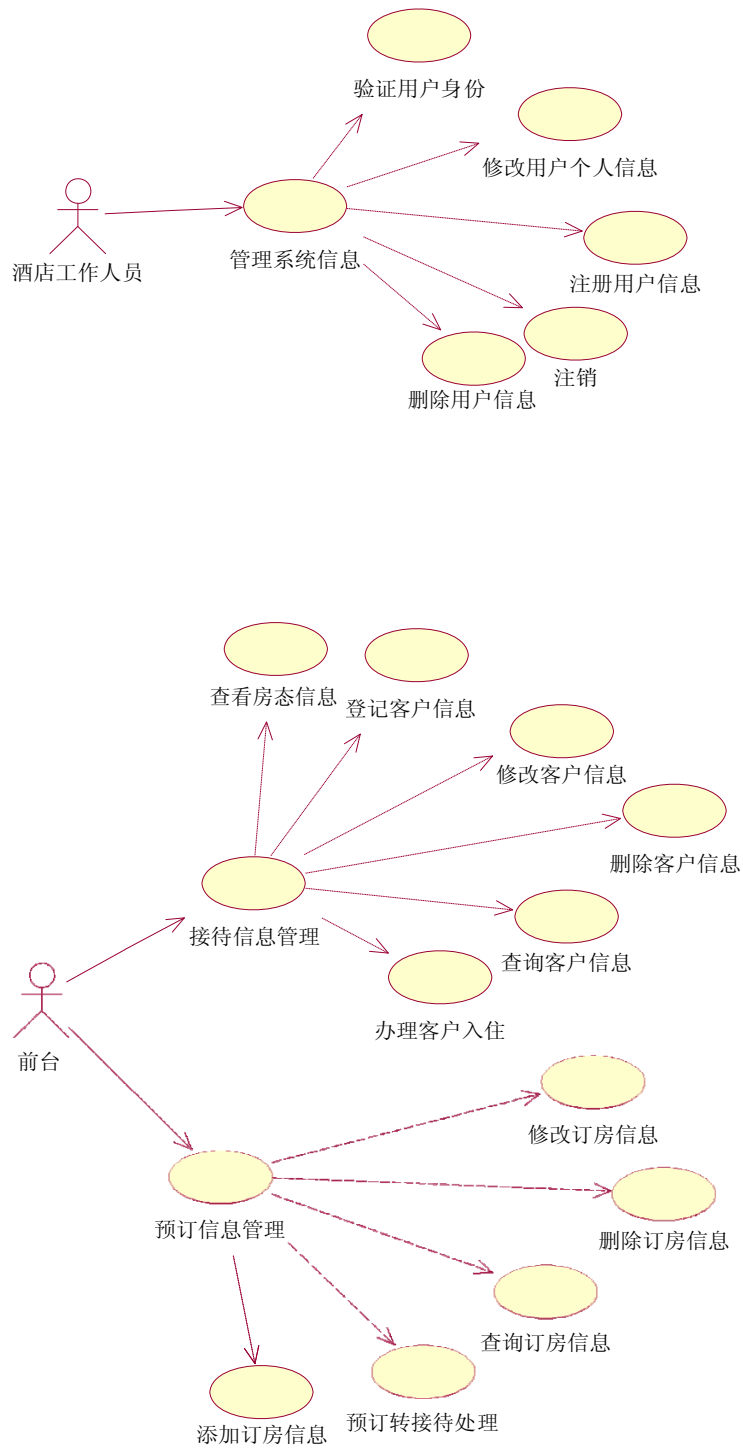 验证用户身份
修改用户个人信息
管理系统信息
酒店工作人员
注册用户信息
注销
删除用户信息
查看房态信息
登记客户信息
修改客户信息
删除客户信息
接待信息管理
查询客户信息
办理客户入住
前台
修改订房信息
预订信息管理
删除订房信息
查询订房信息
预订转接待处理
添加订房信息